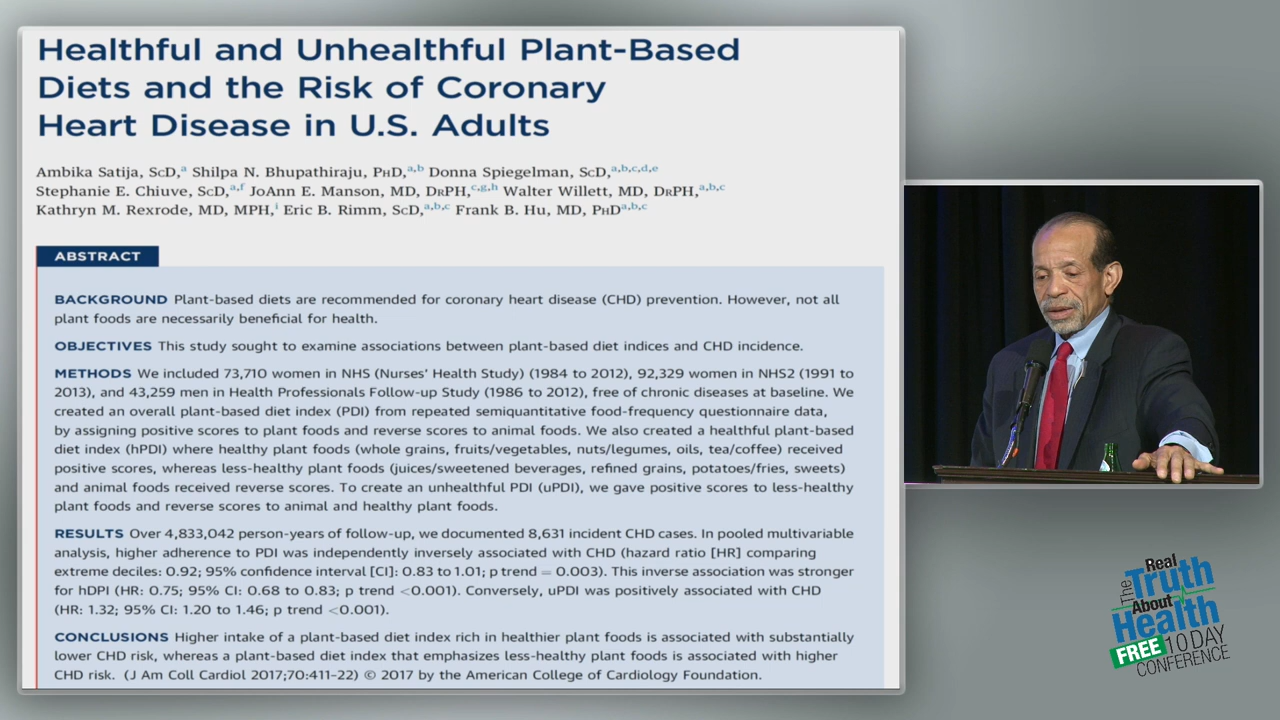 Healthful and Unhealthful Plant-Based
Diets and the Risk of Coronary
Heart Disease in U.S. Adults
Ambika Satija, ScD,a Shilpa N. Bhupathiraju, PhD,a,b Donna Spiegelman, ScD,a,b,c,d,e
Stephanie E. Chiuve, ScD,a,f JoAnn E. Manson, MD, DrPH,c,g,h Walter Willett, MD, DrPH,a,b,c
Kathryn M. Rexrode, MD, MPH,i Eric B. Rimm, ScD,a,b,c Frank B. Hu, MD, PhDa,b,c
ABSTRACT
BACKGROUND Plant-based diets are recommended for coronary heart disease (CHD) prevention. However, not all
plant foods are necessarily beneficial for health.
OBJECTIVES This study sought to examine associations between plant-based diet indices and CHD incidence.
METHODS We included 73,710 women in NHS (Nurses' Health Study) (1984 to 2012), 92,329 women in NHS2 (1991 to
2013), and 43,259 men in Health Professionals Follow-up Study (1986 to 2012), free of chronic diseases at baseline. We
created an overall plant-based diet index (PDI) from repeated semiquantitative food-frequency questionnaire data,
by assigning positive scores to plant foods and reverse scores to animal foods. We also created a healthful plant-based
diet index (hPDI) where healthy plant foods (whole grains, fruits/vegetables, nuts/legumes, oils, tea/coffee) received
positive scores, whereas less-healthy plant foods (juices/sweetened beverages, refined grains, potatoes/fries, sweets)
and animal foods received reverse scores. To create an unhealthful PDI (uPDI), we gave positive scores to less-healthy
plant foods and reverse scores to animal and healthy plant foods.
RESULTS Over 4,833,042 person-years of follow-up, we documented 8,631 incident CHD cases. In pooled multivariable
analysis, higher adherence to PDI was independently inversely associated with CHD (hazard ratio [HR] comparing
extreme deciles: 0.92; 95% confidence interval [CI]: 0.83 to 1.01; p trend = 0.003). This inverse association was stronger
for hDPI (HR: 0.75; 95% CI: 0.68 to 0.83; p trend <0.001). Conversely, uPDI was positively associated with CHD
(HR: 1.32; 95% CI: 1.20 to 1.46; p trend <0.001).
CONCLUSIONS Higher intake of a plant-based diet index rich in healthier plant foods is associated with substantially
lower CHD risk, whereas a plant-based diet index that emphasizes less-healthy plant foods is associated with higher
CHD risk. (J Am Coll Cardiol 2017;70:411–22) © 2017 by the American College of Cardiology Foundation.
The Real
Truth
About
Health
FREE 10 DAY
CONFERENCE